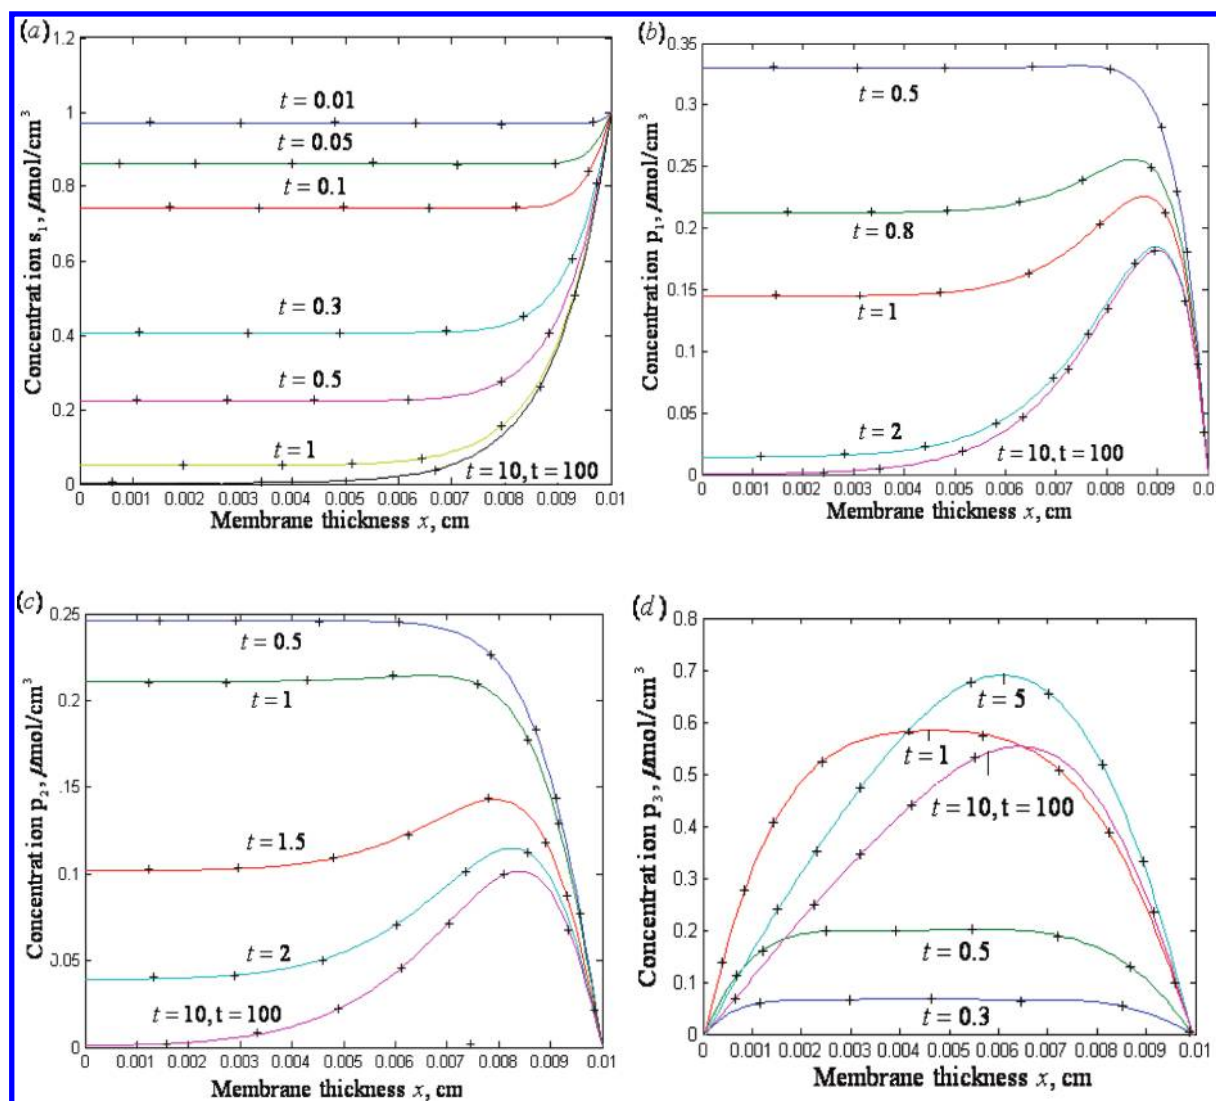 (a)
1.2
1
0.8
0.6
0.4
0.2
0
Concentration s₁, μmol/cm³
t = 0.01
t = 0.05
t = 0.1
t = 0.3
t = 0.5
t = 1
t = 10, t = 100
0 0.001 0.002 0.003 0.004 0.005 0.006 0.007 0.008 0.009 0.01
Membrane thickness x, cm
(b)
0.35
0.3
0.25
0.2
0.15
0.1
0.05
0
Concentration p₁, μmol/cm³
t = 0.5
t = 0.8
t = 1
t = 2
t = 10, t = 100
0 0.001 0.002 0.003 0.004 0.005 0.006 0.007 0.008 0.009 0.0
Membrane thickness x, cm
(c)
0.25
0.2
.15
0.1
0.05
0
Concentration p₂, μmol/cm³
t = 0.5
t = 1
t = 1.5
t = 2
t = 10, t = 100
0 0.001 0.002 0.003 0.004 0.005 0.006 0.007 0.008 0.009 0.01
Membrane thickness x, cm
(d)
0.8
0.7
0.6
0.5
0.4
0.3
0.2
0.1
0
Concentration p₃, μmol/cm³
t = 5
t = 1
t = 10, t = 100
t = 0.5
t = 0.3
0 0.001 0.002 0.003 0.004 0.005 0.006 0.007 0.008 0.009 0.01
Membrane thickness x, cm